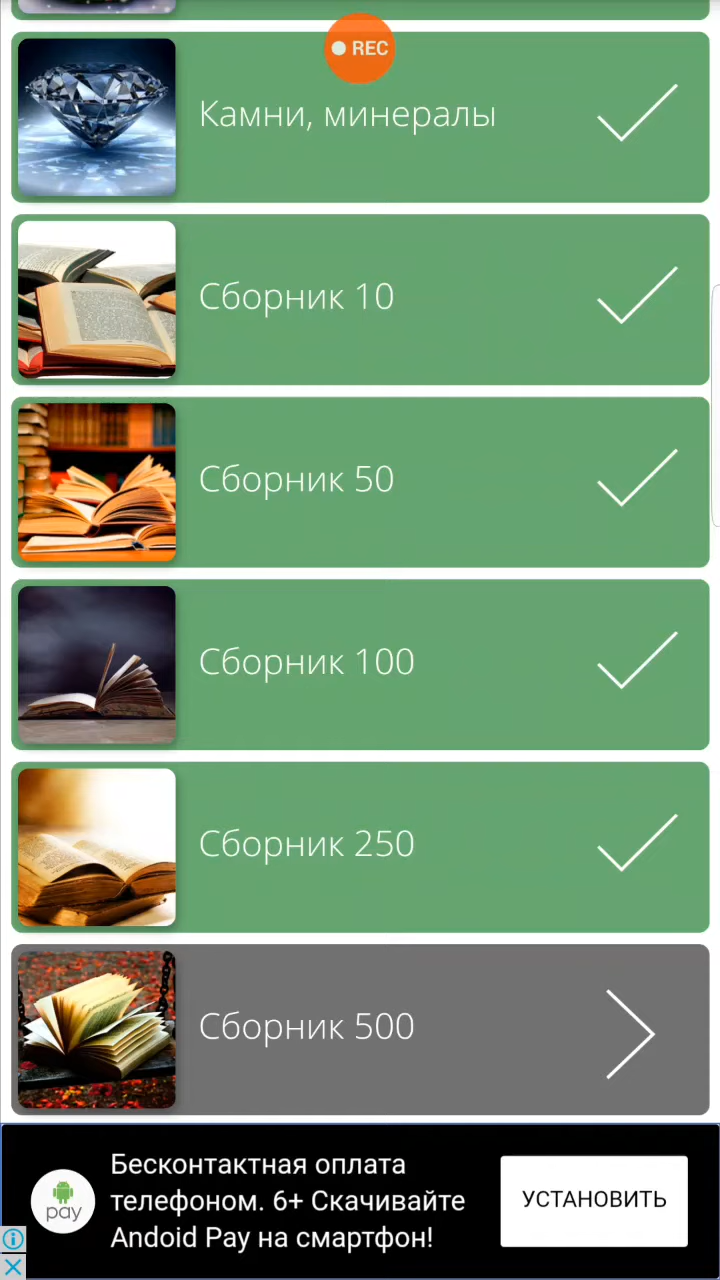 REC
Камни, минералы
Сборник 10
Сборник 50
Сборник 100
Сборник 250
Сборник 500
Бесконтактная оплата
телефоном. 6+ Скачивайте
Andoid Pay на смартфон!
pay
УСТАНОВИТЬ